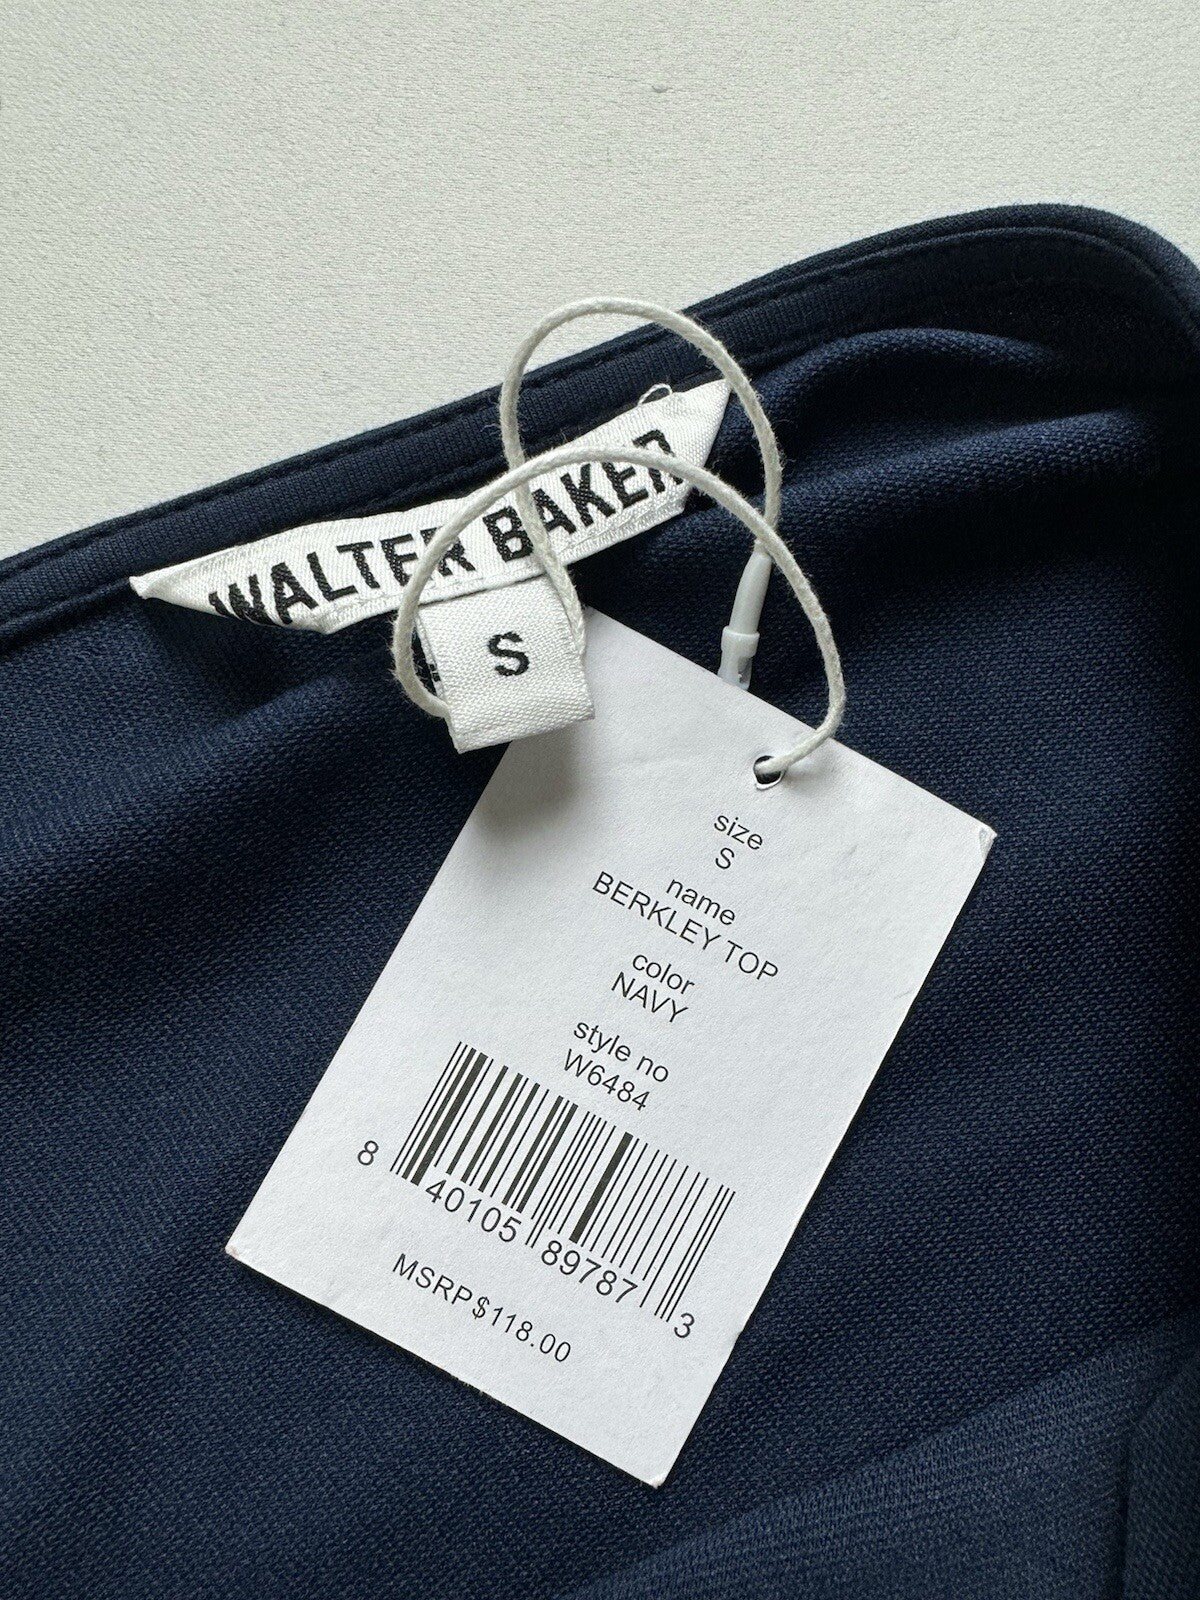 WALTER BAKER
S
size
S
name
BERKLEY TOP
color
NAVY
style no
W6484
8 40105 89787 3
MSRP$118.00